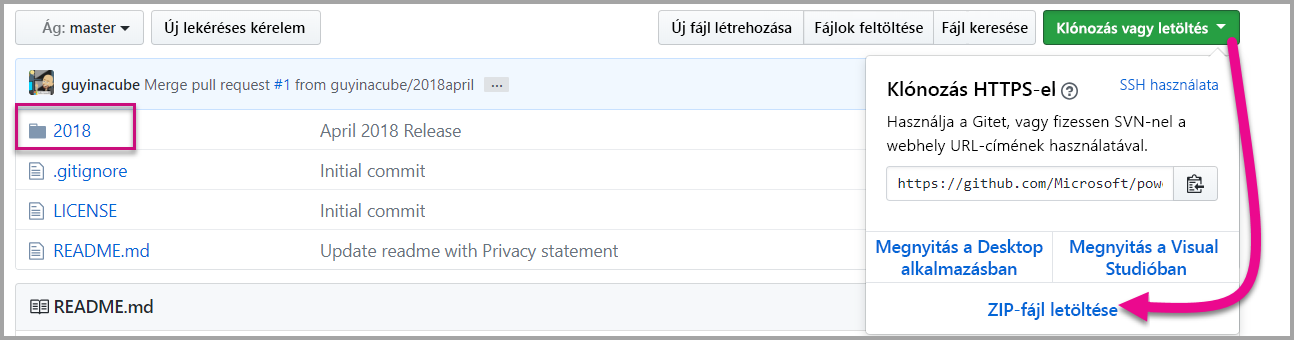 Ág: master
Új lekéréses kérelem
Új fájl létrehozása
Fájlok feltöltése
Fájl keresése
Klónozás vagy letöltés
guyinacube Merge pull request #1 from guyinacube/2018april ...
2018 April 2018 Release
.gitignore Initial commit
LICENSE Initial commit
README.md Update readme with Privacy statement
README.md
Klónozás HTTPS-el ?
SSH használata
Használja a Gitet, vagy fizessen SVN-nel a
webhely URL-címének használatával.
https://github.com/Microsoft/pow
Megnyitás a Desktop
alkalmazásban
Megnyitás a Visual
Studióban
ZIP-fájl letöltése